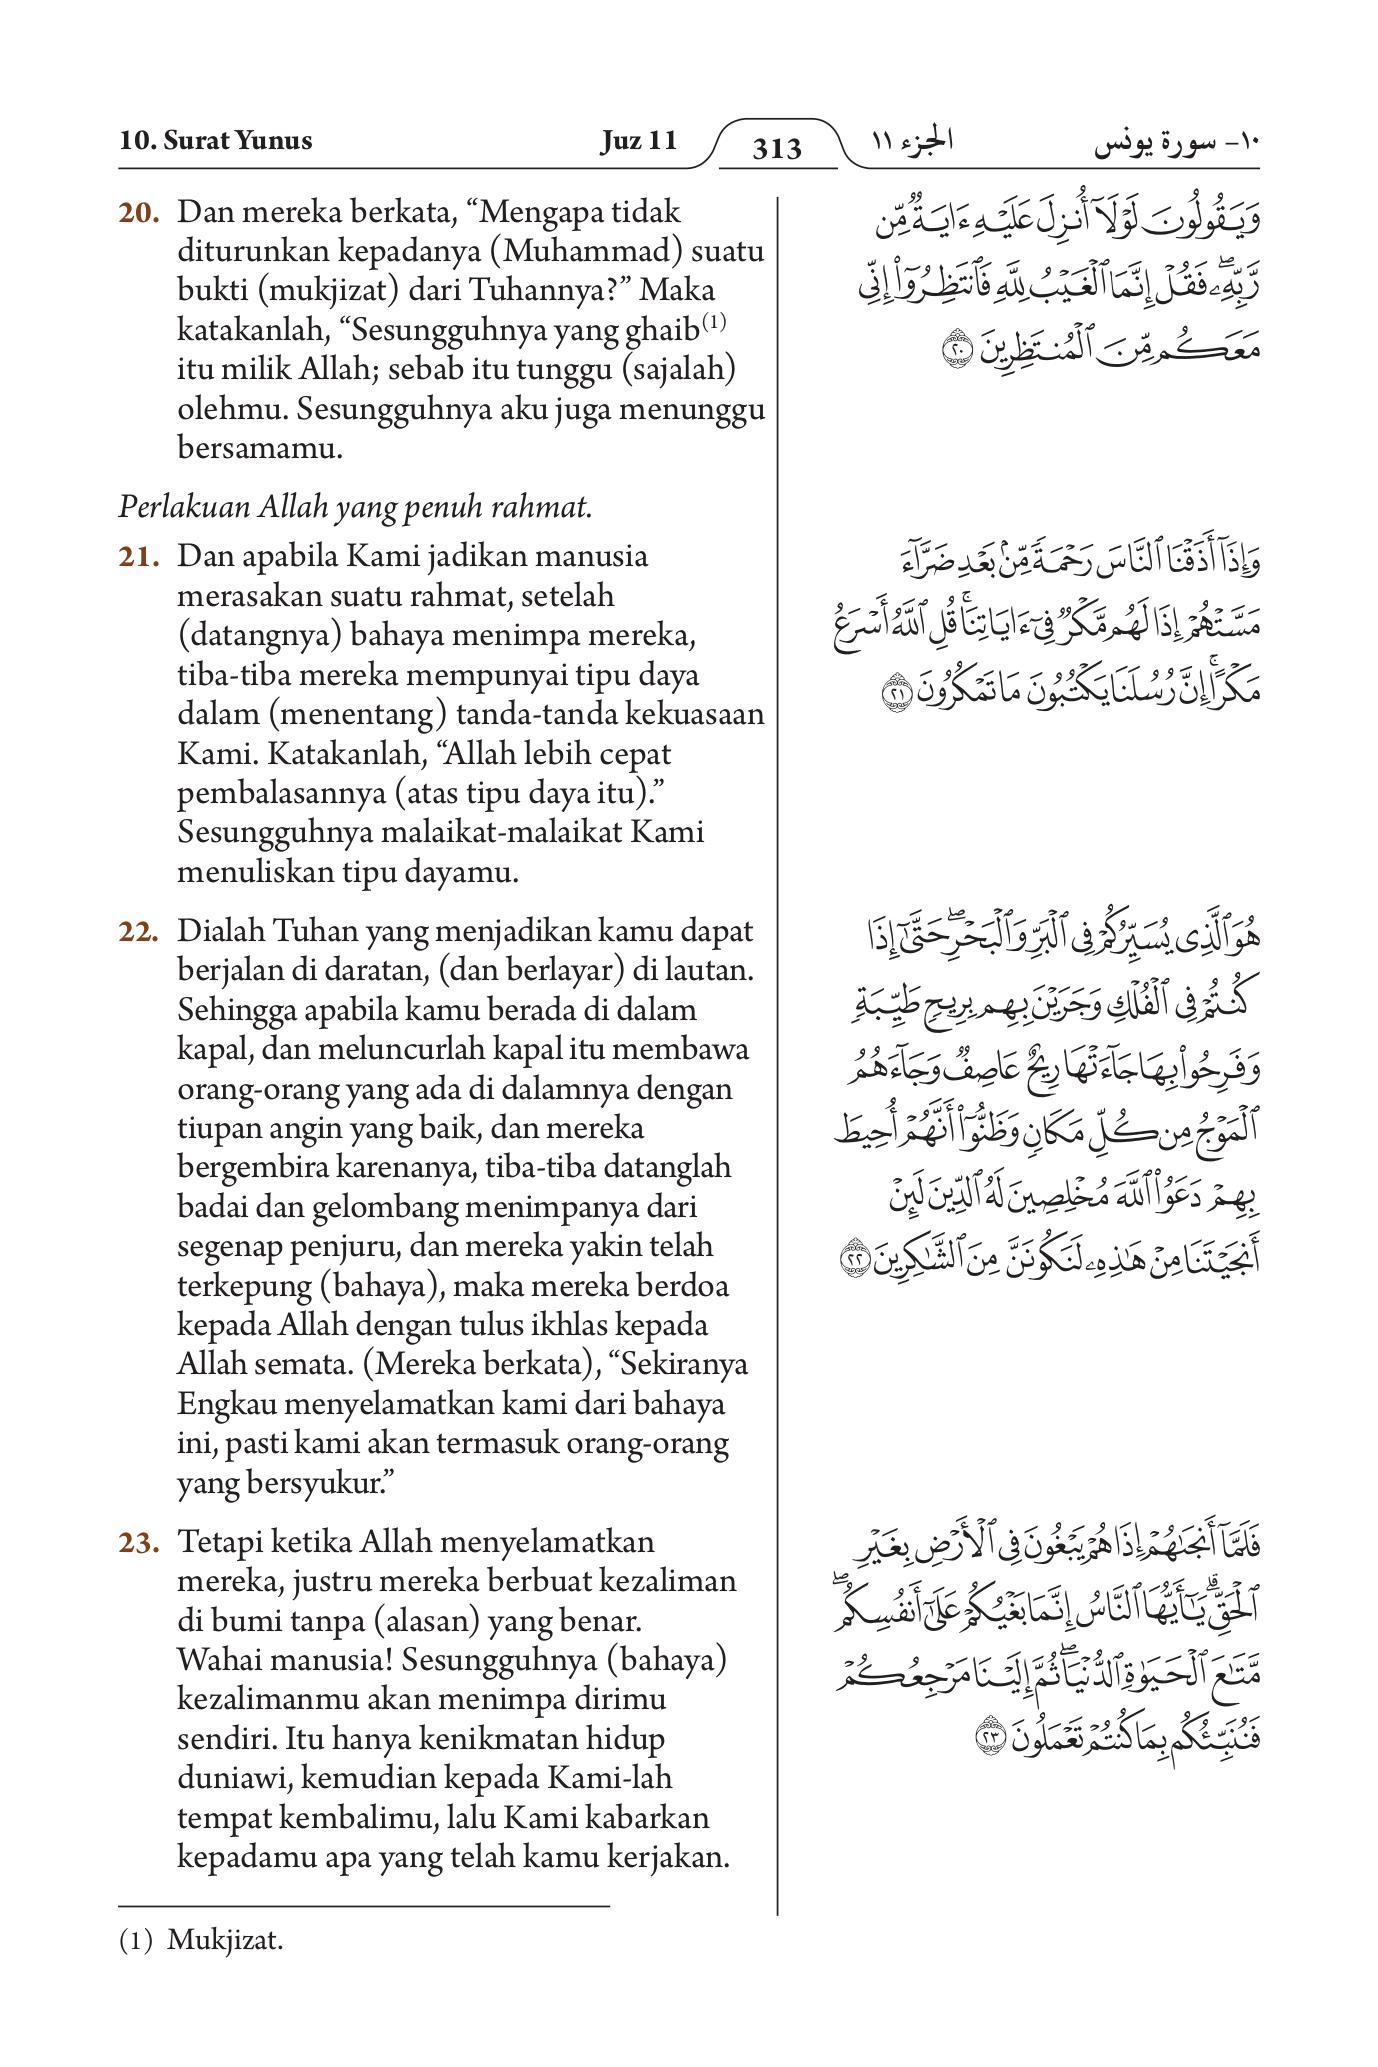 10. Surat Yunus Juz 11 313 الجزء ١١ ١٠- سورة يونس
20. Dan mereka berkata, “Mengapa tidak
diturunkan kepadanya (Muhammad) suatu
bukti (mukjizat) dari Tuhannya?” Maka
katakanlah, “Sesungguhnya yang ghaib(1)
itu milik Allah; sebab itu tunggu (sajalah)
olehmu. Sesungguhnya aku juga menunggu
bersamamu.
Perlakuan Allah yang penuh rahmat.
21. Dan apabila Kami jadikan manusia
merasakan suatu rahmat, setelah
(datangnya) bahaya menimpa mereka,
tiba-tiba mereka mempunyai tipu daya
dalam (menentang) tanda-tanda kekuasaan
Kami. Katakanlah, “Allah lebih cepat
pembalasannya (atas tipu daya itu).”
Sesungguhnya malaikat-malaikat Kami
menuliskan tipu dayamu.
22. Dialah Tuhan yang menjadikan kamu dapat
berjalan di daratan, (dan berlayar) di lautan.
Sehingga apabila kamu berada di dalam
kapal, dan meluncurlah kapal itu membawa
orang-orang yang ada di dalamnya dengan
tiupan angin yang baik, dan mereka
bergembira karenanya, tiba-tiba datanglah
badai dan gelombang menimpanya dari
segenap penjuru, dan mereka yakin telah
terkepung (bahaya), maka mereka berdoa
kepada Allah dengan tulus ikhlas kepada
Allah semata. (Mereka berkata), “Sekiranya
Engkau menyelamatkan kami dari bahaya
ini, pasti kami akan termasuk orang-orang
yang bersyukur.”
23. Tetapi ketika Allah menyelamatkan
mereka, justru mereka berbuat kezaliman
di bumi tanpa (alasan) yang benar.
Wahai manusia! Sesungguhnya (bahaya)
kezalimanmu akan menimpa dirimu
sendiri. Itu hanya kenikmatan hidup
duniawi, kemudian kepada Kami-lah
tempat kembalimu, lalu Kami kabarkan
kepadamu apa yang telah kamu kerjakan.
(1) Mukjizat.
وَيَقُولُونَ لَوۡلَآ أُنزِلَ عَلَيۡهِ ءَايَةٞ مِّن
رَّبِّهِۦۖ فَقُلۡ إِنَّمَا ٱلۡغَيۡبُ لِلَّهِ فَٱنتَظِرُوٓاْ إِنِّي
مَعَكُم مِّنَ ٱلۡمُنتَظِرِينَ ٢٠
وَإِذَآ أَذَقۡنَا ٱلنَّاسَ رَحۡمَةٗ مِّنۢ بَعۡدِ ضَرَّآءَ
مَسَّتۡهُمۡ إِذَا لَهُم مَّكۡرٞ فِيٓ ءَايَاتِنَاۚ قُلِ ٱللَّهُ أَسۡرَعُ
مَكۡرًاۚ إِنَّ رُسُلَنَا يَكۡتُبُونَ مَا تَمۡكُرُونَ ٢١
هُوَ ٱلَّذِي يُسَيِّرُكُمۡ فِي ٱلۡبَرِّ وَٱلۡبَحۡرِۖ حَتَّىٰٓ إِذَا
كُنتُمۡ فِي ٱلۡفُلۡكِ وَجَرَيۡنَ بِهِم بِرِيحٖ طَيِّبَةٖ
وَفَرِحُواْ بِهَا جَآءَتۡهَا رِيحٌ عَاصِفٞ وَجَآءَهُمُ
ٱلۡمَوۡجُ مِن كُلِّ مَكَانٖ وَظَنُّوٓاْ أَنَّهُمۡ أُحِيطَ
بِهِمۡ دَعَوُاْ ٱللَّهَ مُخۡلِصِينَ لَهُ ٱلدِّينَ لَئِنۡ
أَنجَيۡتَنَا مِنۡ هَٰذِهِۦ لَنَكُونَنَّ مِنَ ٱلشَّٰكِرِينَ ٢٢
فَلَمَّآ أَنجَىٰهُمۡ إِذَا هُمۡ يَبۡغُونَ فِي ٱلۡأَرۡضِ بِغَيۡرِ
ٱلۡحَقِّۗ يَٰٓأَيُّهَا ٱلنَّاسُ إِنَّمَا بَغۡيُكُمۡ عَلَىٰٓ أَنفُسِكُمۖ
مَّتَٰعَ ٱلۡحَيَوٰةِ ٱلدُّنۡيَاۖ ثُمَّ إِلَيۡنَا مَرۡجِعُكُمۡ
فَنُنَبِّئُكُم بِمَا كُنتُمۡ تَعۡمَلُونَ ٢٣